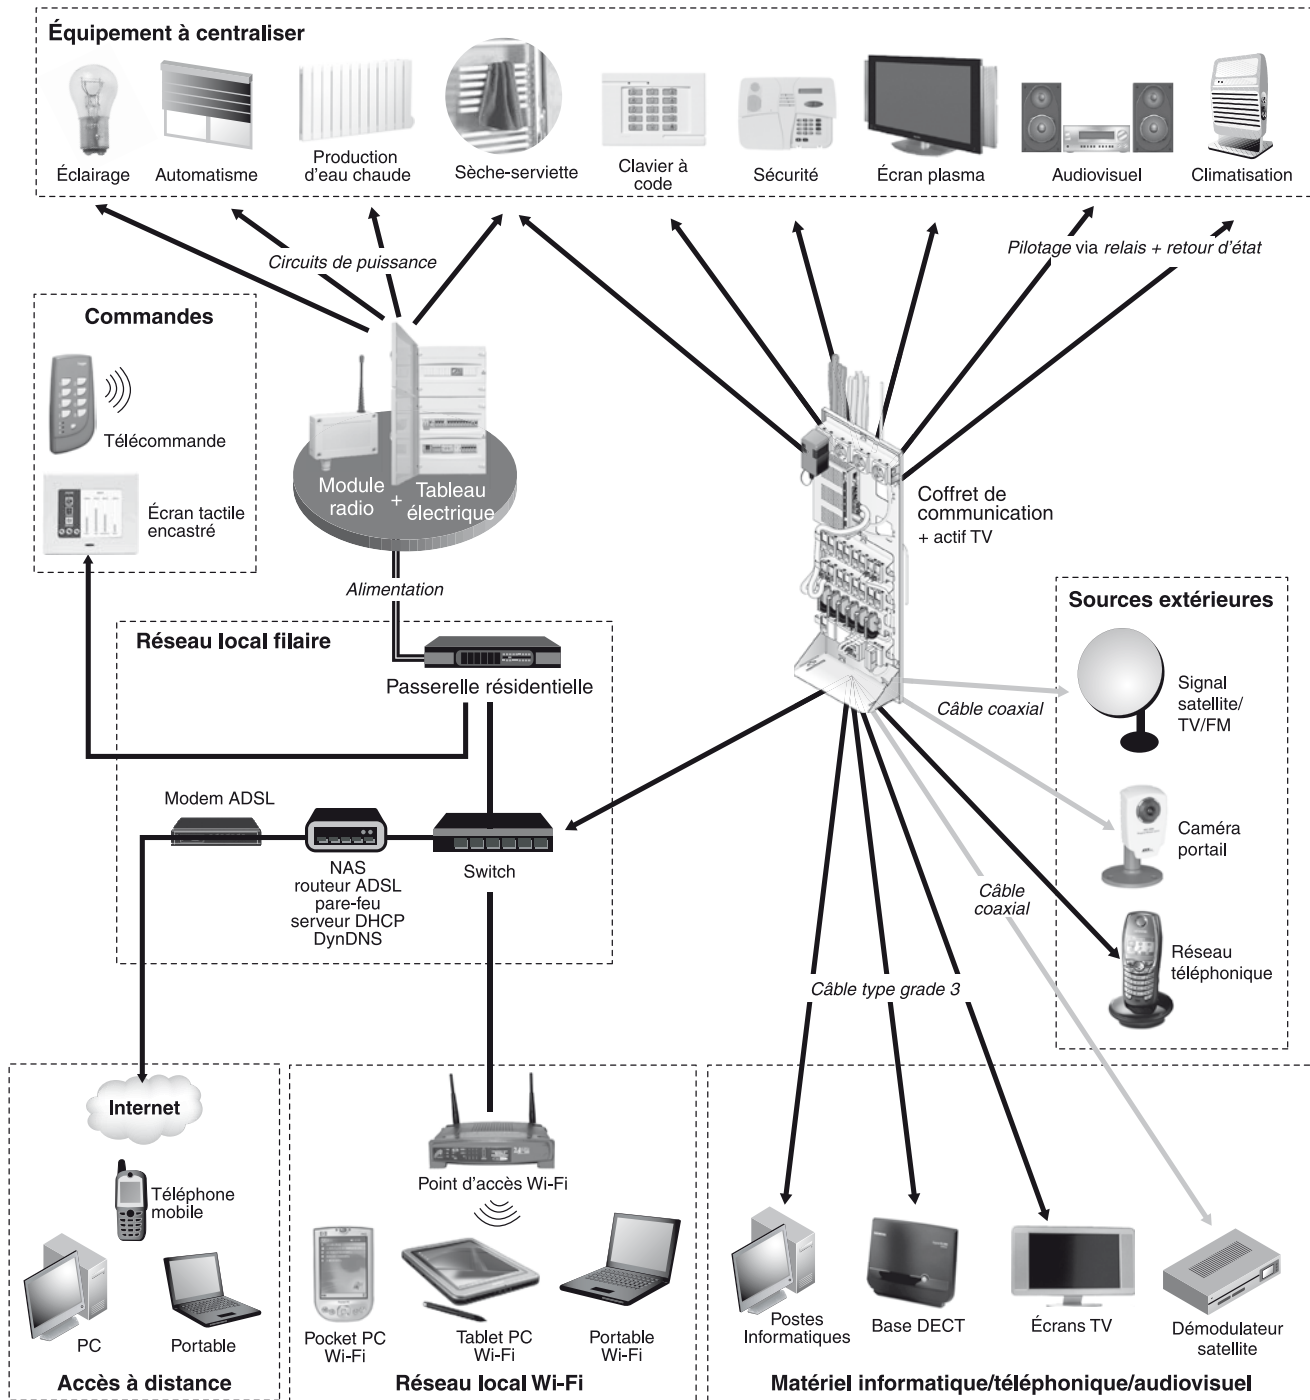 Équipement à centraliser
Éclairage
Automatisme
Production
d'eau chaude
Sèche-serviette
Clavier à
code
Sécurité
Écran plasma
Audiovisuel
Climatisation
Circuits de puissance
Pilotage via relais + retour d'état
Commandes
Télécommande
Écran tactile
encastré
Module
radio
+
Tableau
électrique
Coffret de
communication
+ actif TV
Alimentation
Réseau local filaire
Passerelle résidentielle
Modem ADSL
NAS
routeur ADSL
pare-feu
serveur DHCP
DynDNS
Switch
Sources extérieures
Câble coaxial
Signal
satellite/
TV/FM
Caméra
portail
Câble
coaxial
Réseau
téléphonique
Câble type grade 3
Internet
Téléphone
mobile
PC
Portable
Accès à distance
Point d'accès Wi-Fi
Pocket PC
Wi-Fi
Tablet PC
Wi-Fi
Portable
Wi-Fi
Réseau local Wi-Fi
Postes
Informatiques
Base DECT
Écrans TV
Démodulateur
satellite
Matériel informatique/téléphonique/audiovisuel